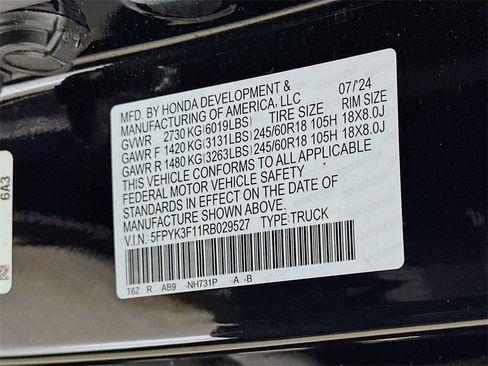 MFD. BY HONDA DEVELOPMENT & 07/'24
MANUFACTURING OF AMERICA, LLC
GVWR 2730 KG(6019LBS) TIRE SIZE RIM SIZE
GAWR F 1420 KG(3131LBS) 245/60R18 105H 18X8.0J
GAWR R 1480 KG(3263LBS) 245/60R18 105H 18X8.0J
THIS VEHICLE CONFORMS TO ALL APPLICABLE
FEDERAL MOTOR VEHICLE SAFETY
STANDARDS IN EFFECT ON THE DATE OF
MANUFACTURE SHOWN ABOVE.
V.I.N: 5FPYK3F11RB029527 TYPE:TRUCK
T6Z R AB9 -NH731P -A -B
6A3